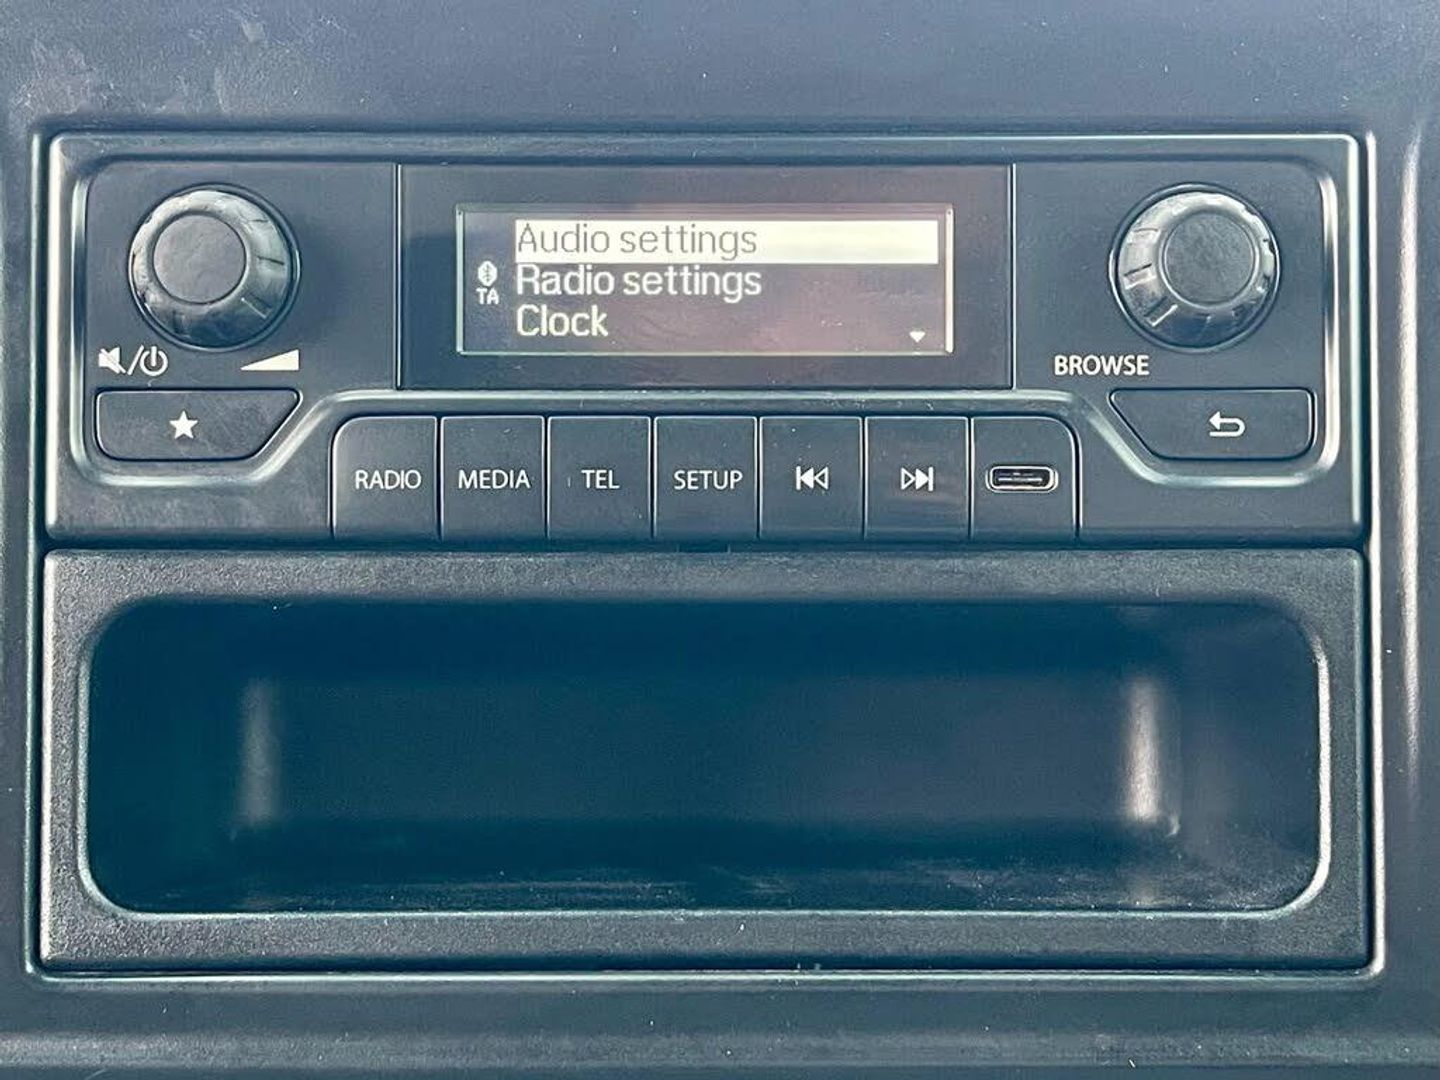 Audio settings
Radio settings
TA
Clock
BROWSE
RADIO
MEDIA
TEL
SETUP